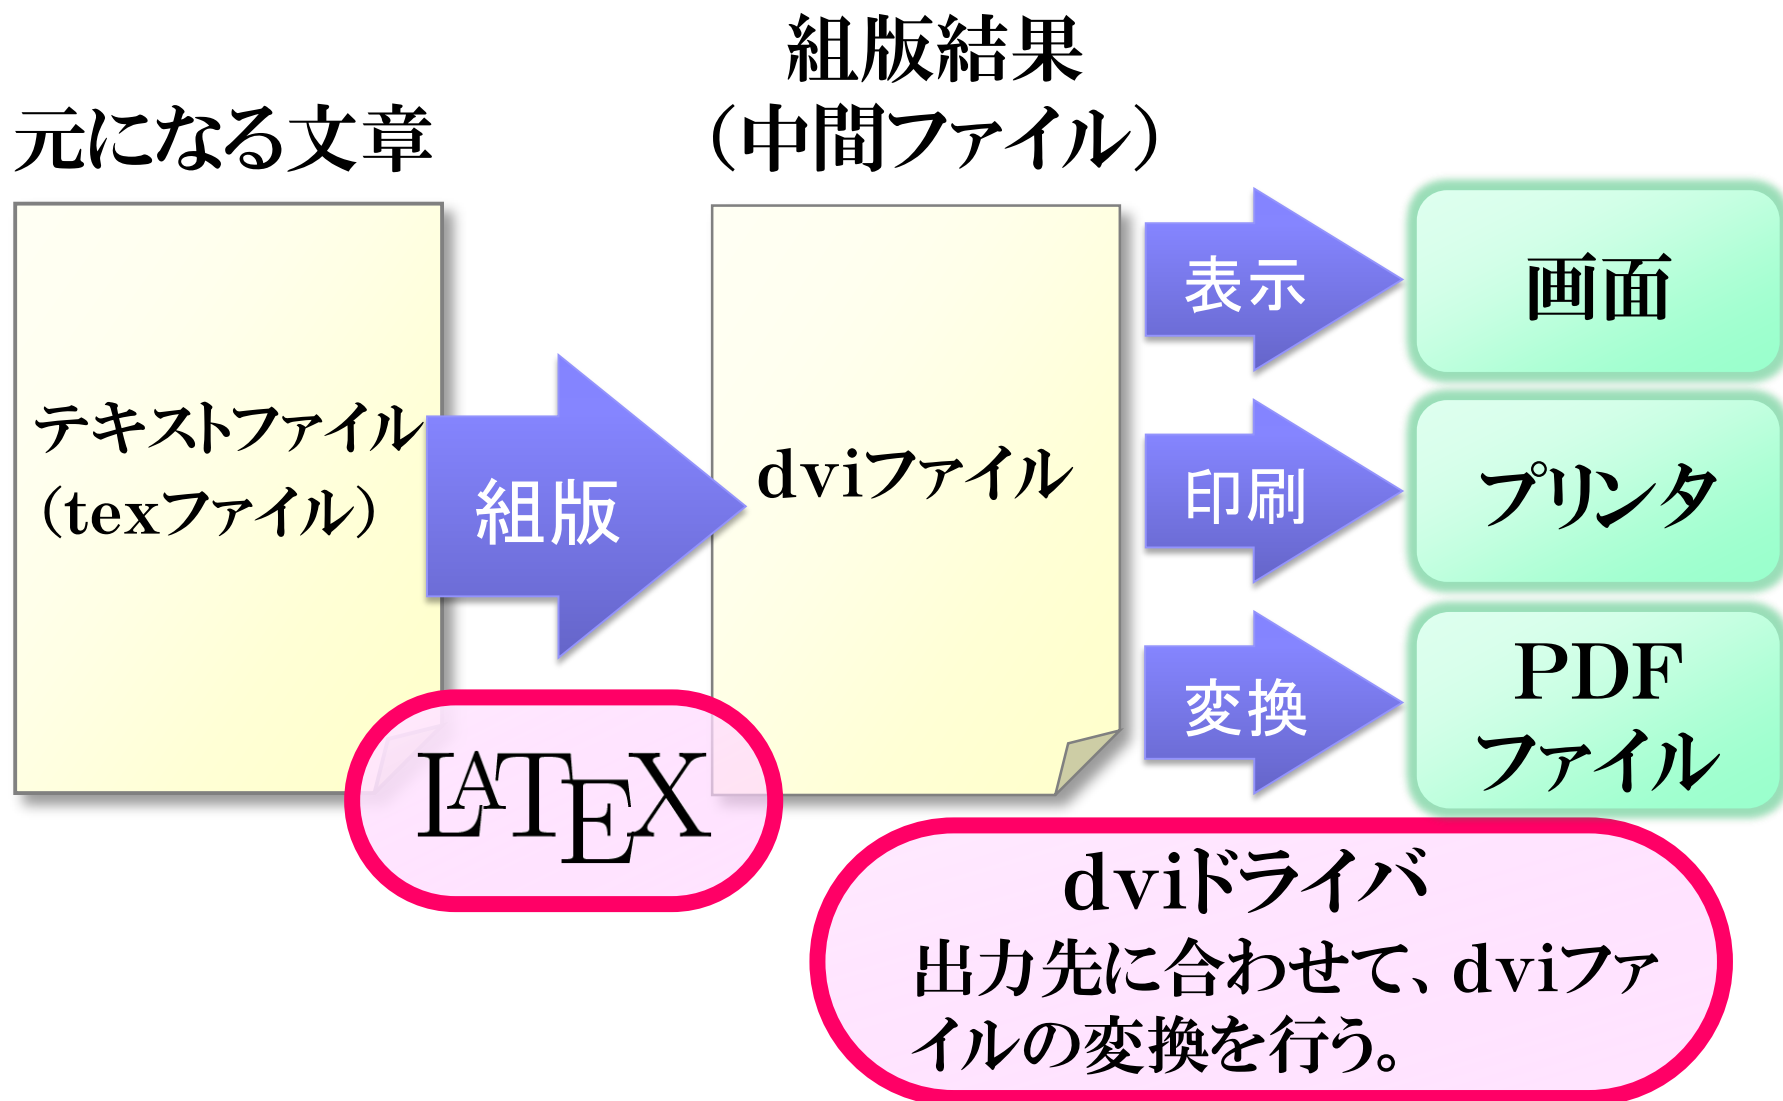 元になる文章
テキストファイル
（texファイル）
組版
LATEX
組版結果
（中間ファイル）
dviファイル
表示
画面
印刷
プリンタ
変換
PDF
ファイル
dviドライバ
出力先に合わせて、dviファ
イルの変換を行う。